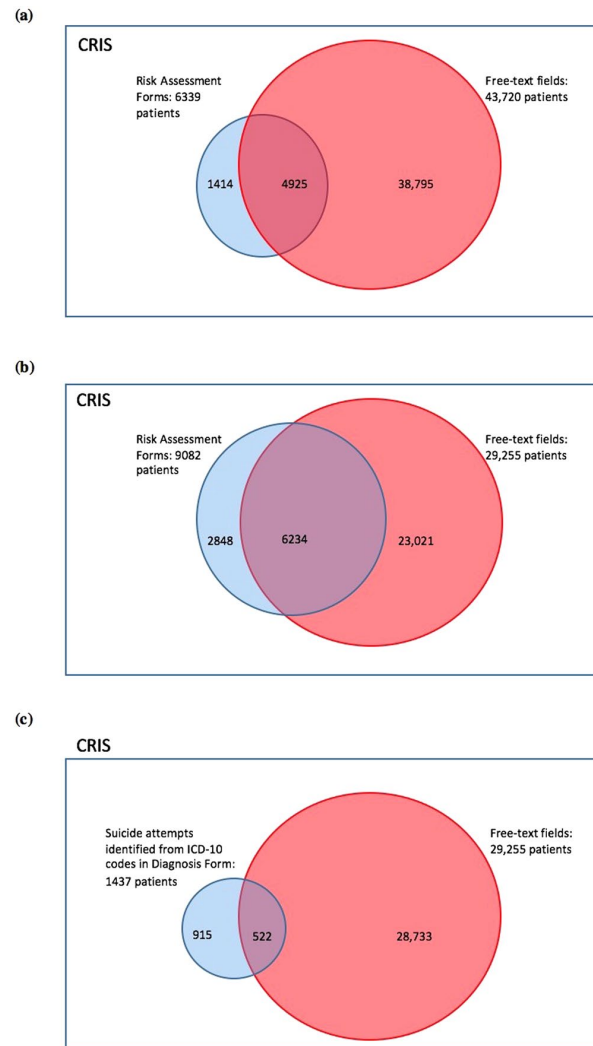 (a)
CRIS
Risk Assessment
Forms: 6339
patients
Free-text fields:
43,720 patients
1414
4925
38,795
(b)
CRIS
Risk Assessment
Forms: 9082
patients
Free-text fields:
29,255 patients
2848
6234
23,021
(c)
CRIS
Suicide attempts
identified from ICD-10
codes in Diagnosis Form:
1437 patients
Free-text fields:
29,255 patients
915
522
28,733